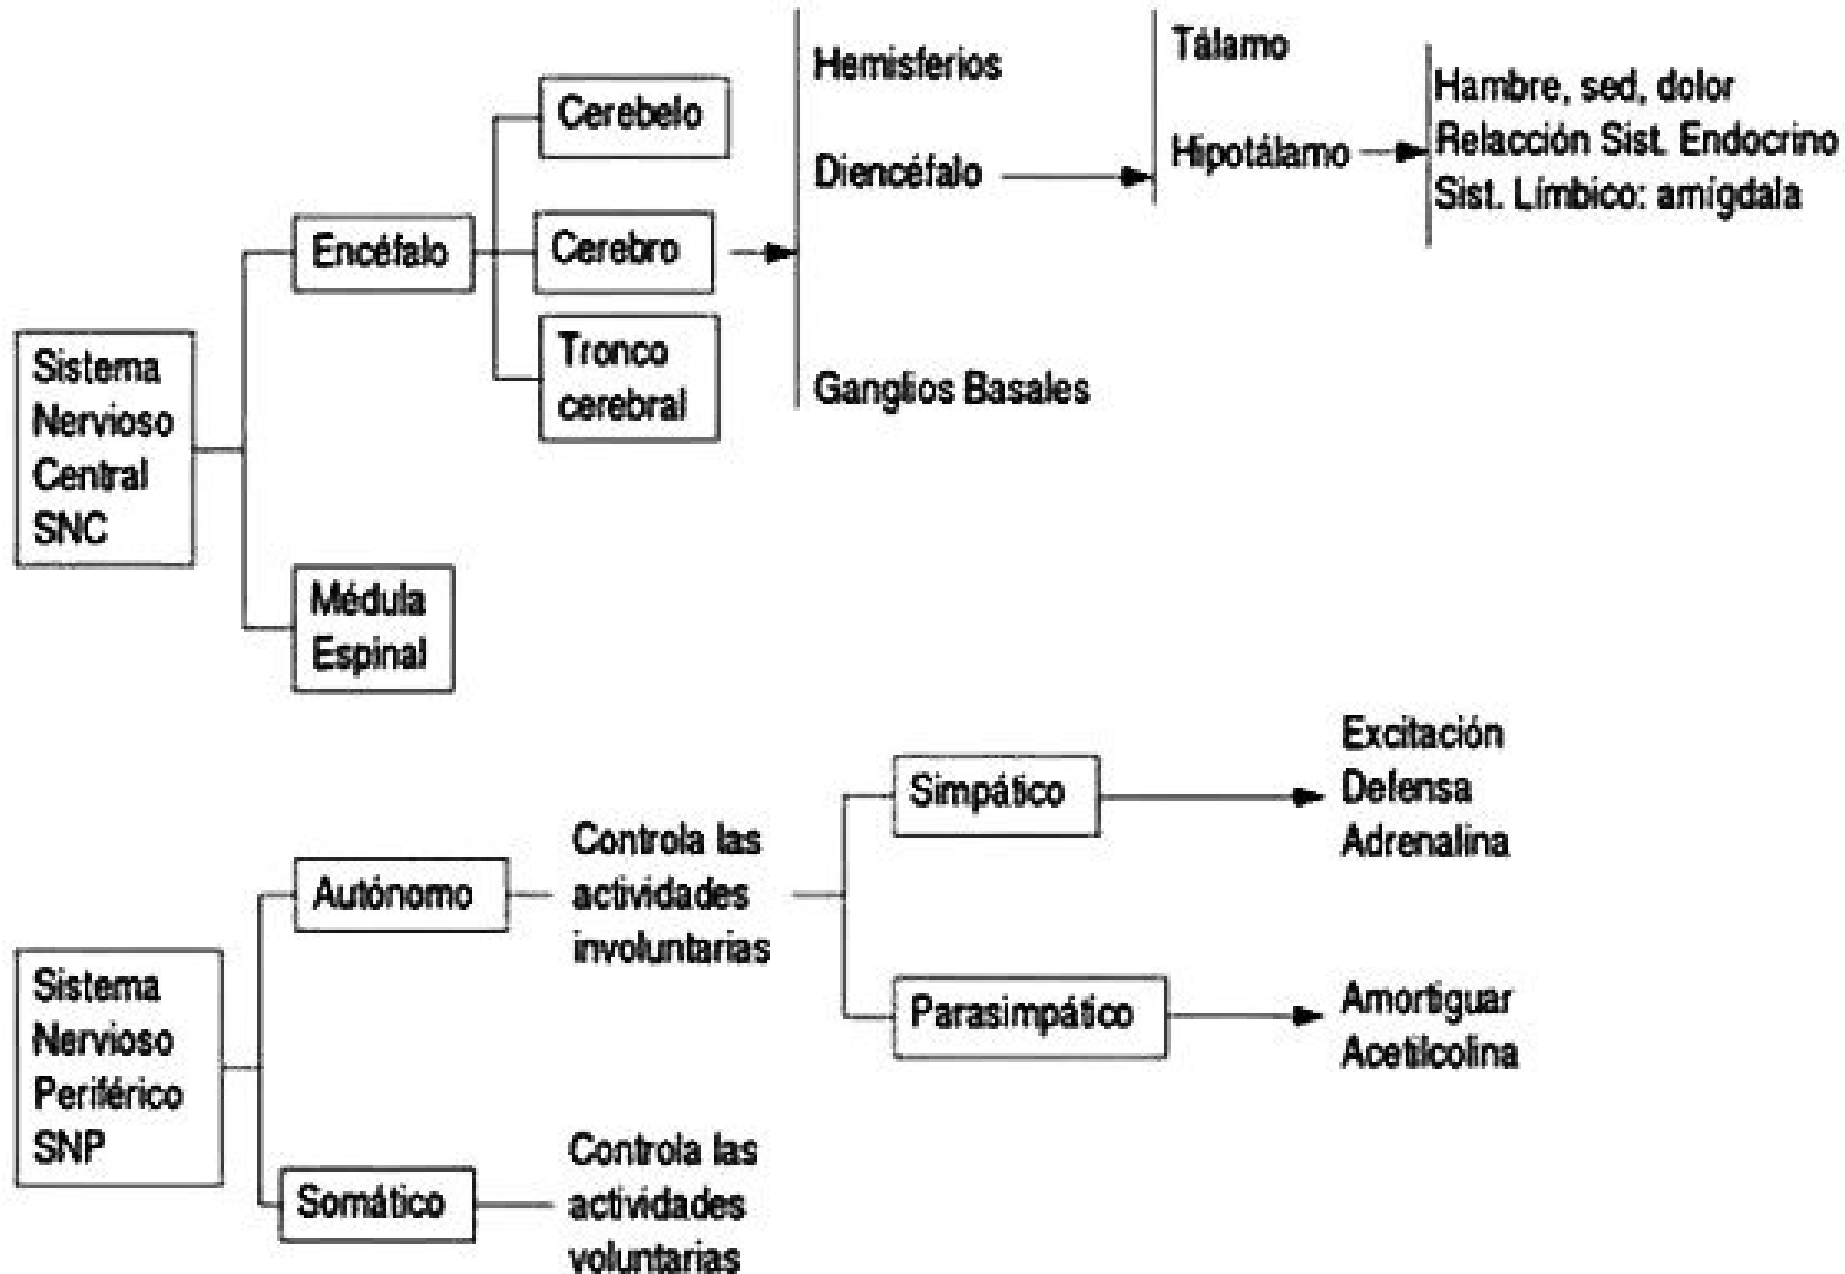 Sistema
Nervioso
Central
SNC
Encéfalo
Médula
Espinal
Cerebelo
Cerebro
Tronco
cerebral
Hemisferios
Diencéfalo
Ganglios Basales
Tálamo
Hipotálamo
Hambre, sed, dolor
Relacción Sist. Endocrino
Sist. Límbico: amígdala
Sistema
Nervioso
Periférico
SNP
Autónomo
Controla las
actividades
involuntarias
Simpático
Excitación
Defensa
Adrenalina
Parasimpático
Amortiguar
Acetilcolina
Somático
Controla las
actividades
voluntarias